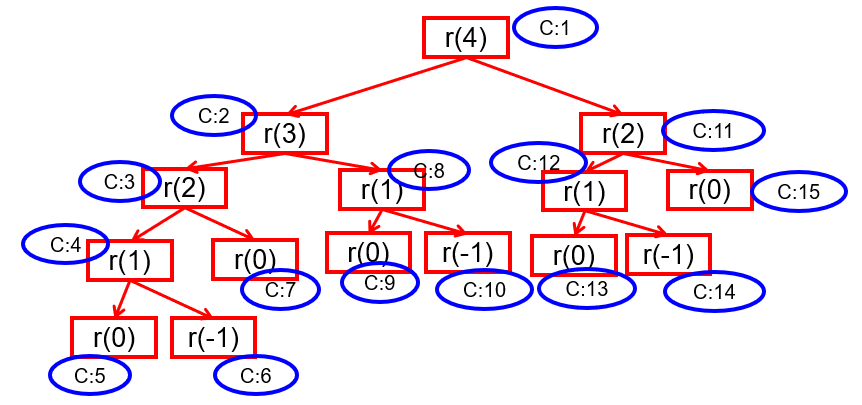 r(4)
C:1
C:2
r(3)
r(2)
C:11
C:3
r(2)
r(1)
C:8
C:12
r(1)
r(0)
C:15
C:4
r(1)
r(0)
C:7
r(0)
C:9
r(-1)
C:10
r(0)
C:13
r(-1)
C:14
r(0)
r(-1)
C:5
C:6